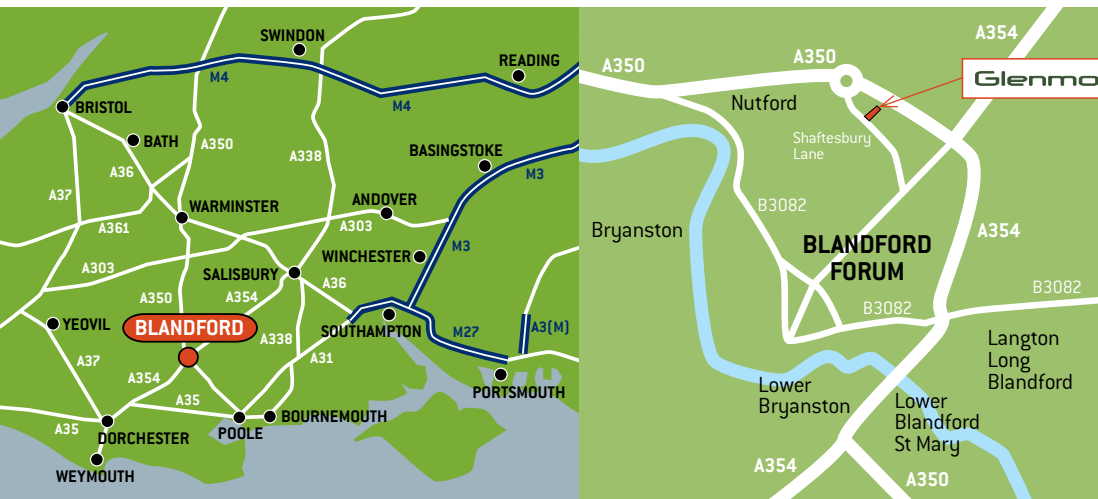 SWINDON
READING
M4
M4
BRISTOL
BATH
A350
A338
BASINGSTOKE
A36
M3
A37
WARMINSTER
ANDOVER
A361
A303
M3
WINCHESTER
A303
SALISBURY
A36
A350
A354
YEOVIL
BLANDFORD
A338
SOUTHAMPTON
M27
A3(M)
A37
A31
A354
PORTSMOUTH
A35
BOURNEMOUTH
A35
DORCHESTER
POOLE
WEYMOUTH
A354
A350
A350
Glenmo
Nutford
Shaftesbury
Lane
B3082
Bryanston
A354
BLANDFORD
FORUM
B3082
B3082
Langton
Long
Blandford
Lower
Bryanston
Lower
Blandford
St Mary
A354
A350